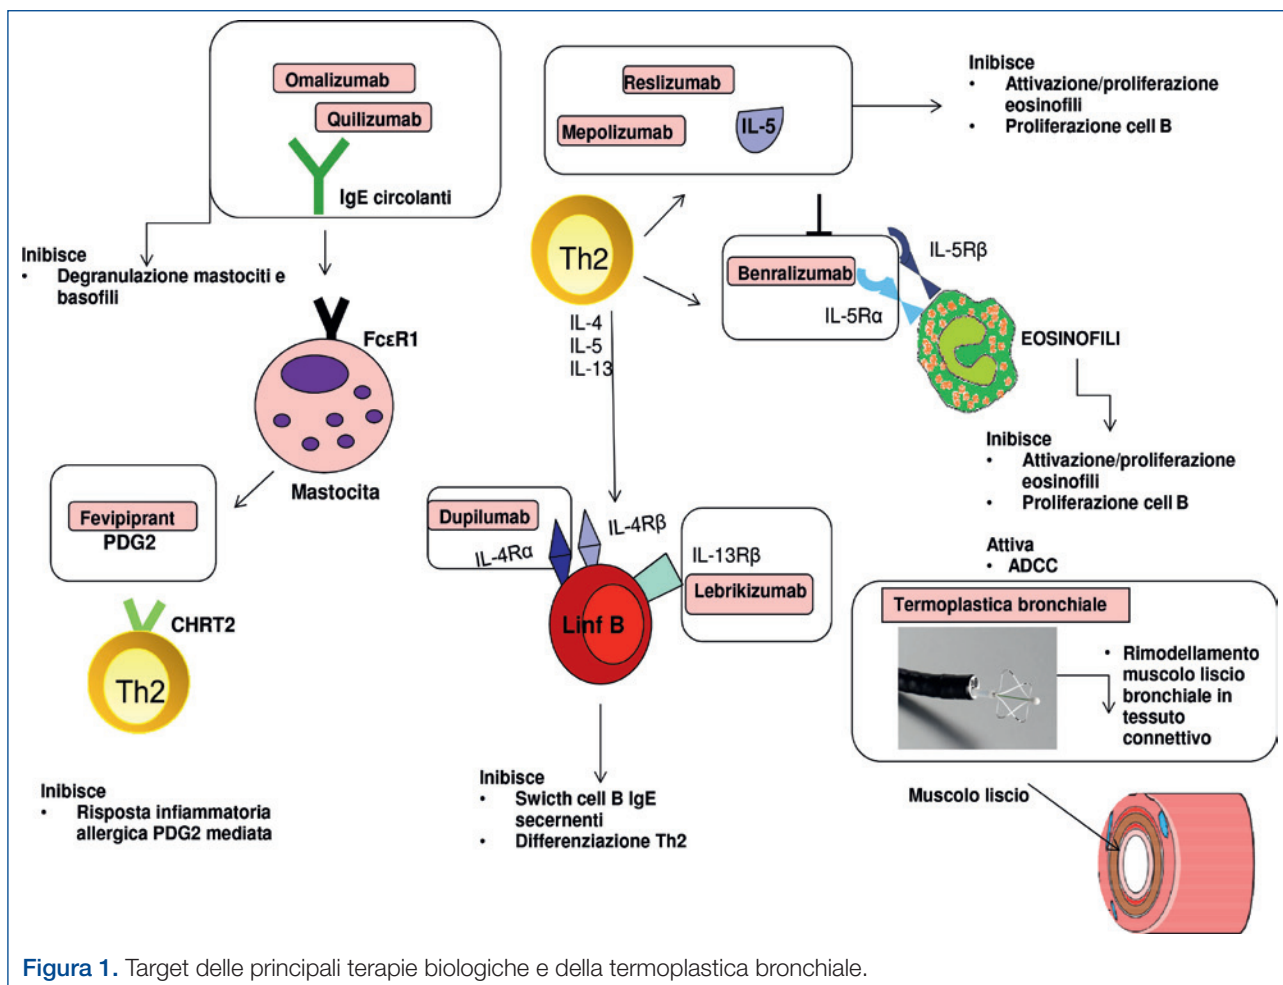 Omalizumab
Quilizumab
IgE circolanti
Inibisce
• Degranulazione mastociti e
basofili
FcεR1
Mastocita
Fevipiprant
PDG2
CHRT2
Th2
Inibisce
• Risposta infiammatoria
allergica PDG2 mediata
Reslizumab
Mepolizumab
IL-5
Inibisce
• Attivazione/proliferazione
eosinofili
• Proliferazione cell B
Th2
IL-4
IL-5
IL-13
Benralizumab
IL-5Rβ
IL-5Rα
EOSINOFILI
Inibisce
• Attivazione/proliferazione
eosinofili
• Proliferazione cell B
Attiva
• ADCC
Dupilumab
IL-4Rα
IL-4Rβ
IL-13Rβ
Lebrikizumab
Linf B
Inibisce
• Swicth cell B IgE
secernenti
• Differenziazione Th2
Termoplastica bronchiale
• Rimodellamento
muscolo liscio
bronchiale in
tessuto
connettivo
Muscolo liscio
Figura 1. Target delle principali terapie biologiche e della termoplastica bronchiale.